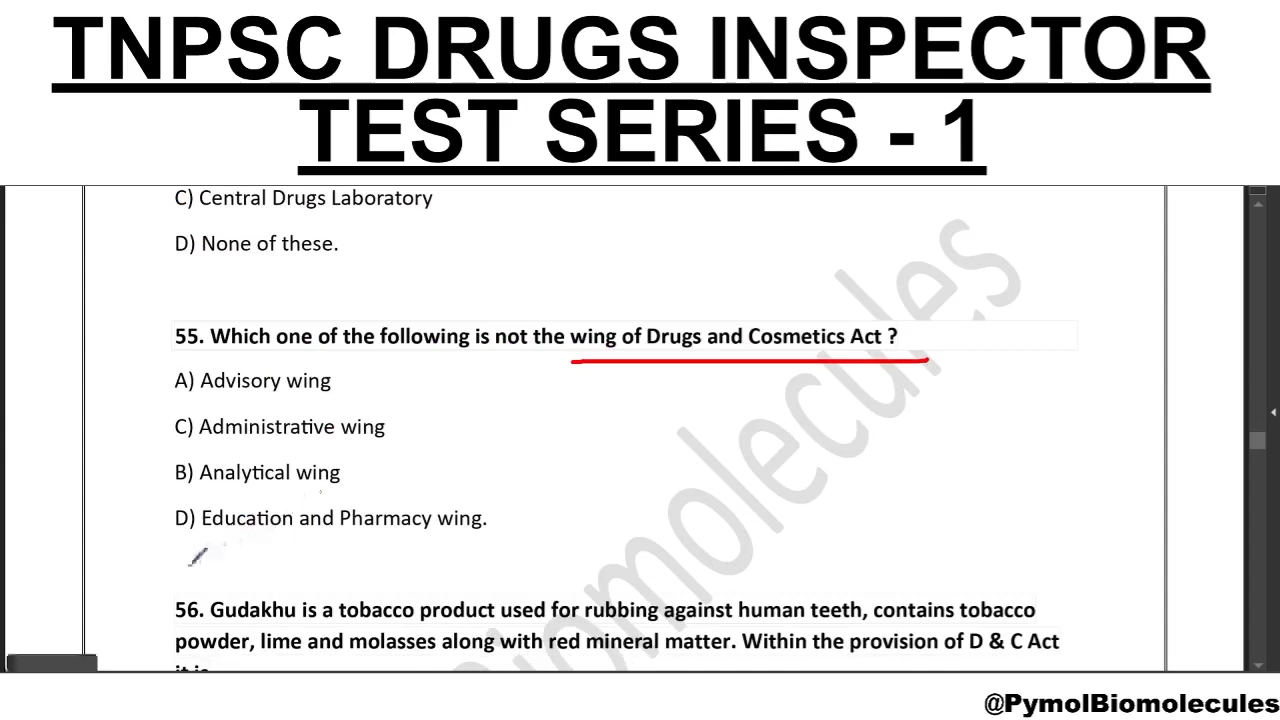 TNPSC DRUGS INSPECTOR
TEST SERIES - 1
C) Central Drugs Laboratory
D) None of these.
55. Which one of the following is not the wing of Drugs and Cosmetics Act ?
A) Advisory wing
C) Administrative wing
B) Analytical wing
D) Education and Pharmacy wing.
56. Gudakhu is a tobacco product used for rubbing against human teeth, contains tobacco
powder, lime and molasses along with red mineral matter. Within the provision of D & C Act
it is
Biomolecules
@PymolBiomolecules